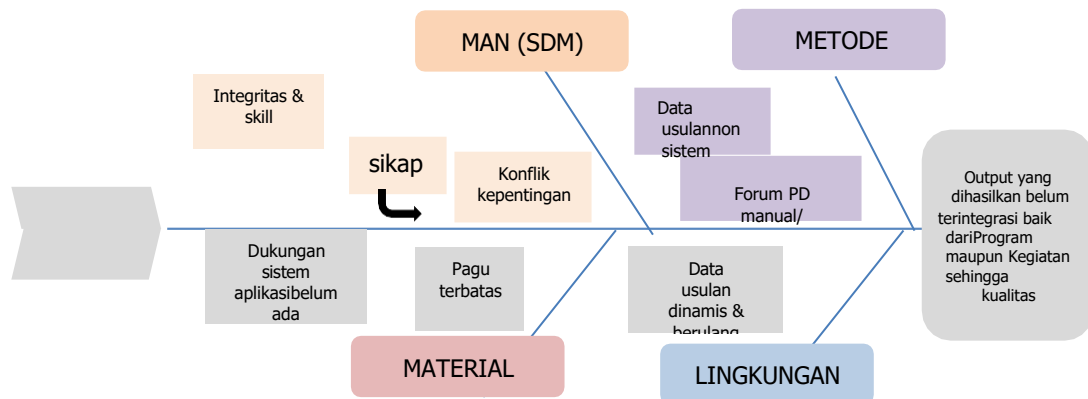 MAN (SDM)
METODE
Integritas &
skill
sikap
Konflik
kepentingan
Data
usulannon
sistem
Forum PD
manual/
Output yang
dihasilkan belum
terintegrasi baik
dariProgram
maupun Kegiatan
sehingga
kualitas
Dukungan
sistem
aplikasibelum
ada
Pagu
terbatas
Data
usulan
dinamis &
berulang
MATERIAL
LINGKUNGAN